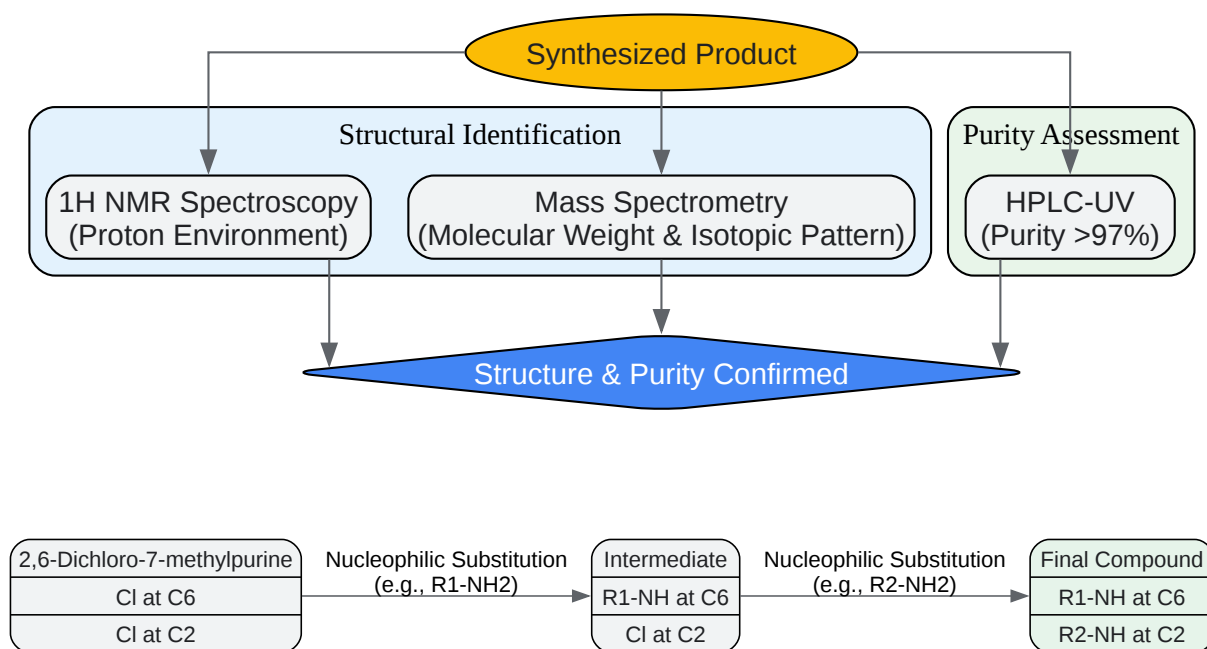 Synthesized Product
Structural Identification
Purity Assessment
1H NMR Spectroscopy
(Proton Environment)
Mass Spectrometry
(Molecular Weight & Isotopic Pattern)
HPLC-UV
(Purity >97%)
Structure & Purity Confirmed
2,6-Dichloro-7-methylpurine
Cl at C6
Cl at C2
Nucleophilic Substitution
(e.g., R1-NH2)
Intermediate
R1-NH at C6
Cl at C2
Nucleophilic Substitution
(e.g., R2-NH2)
Final Compound
R1-NH at C6
R2-NH at C2